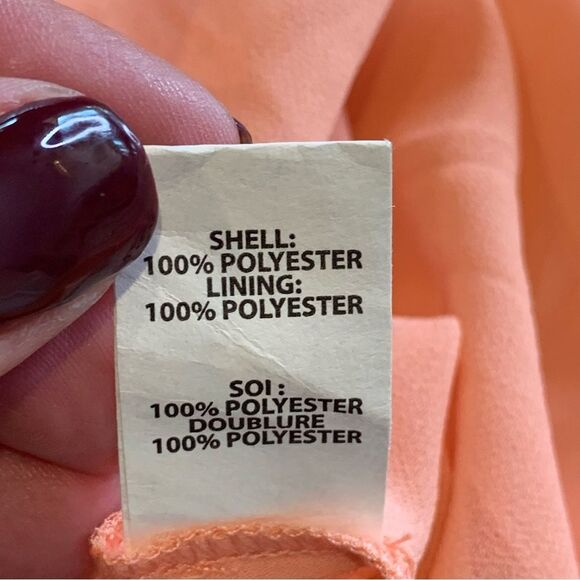 SHELL:
100% POLYESTER
LINING:
100% POLYESTER
SOI :
100% POLYESTER
DOUBLURE
100% POLYESTER